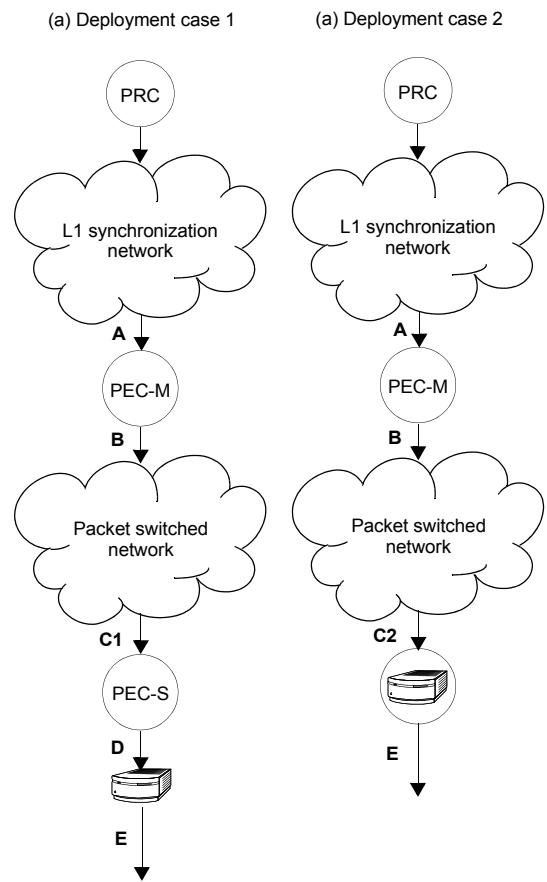 (a) Deployment case 1
PRC
L1 synchronization
network
A
PEC-M
B
Packet switched
network
C1
PEC-S
D
E
(a) Deployment case 2
PRC
L1 synchronization
network
A
PEC-M
B
Packet switched
network
C2
E